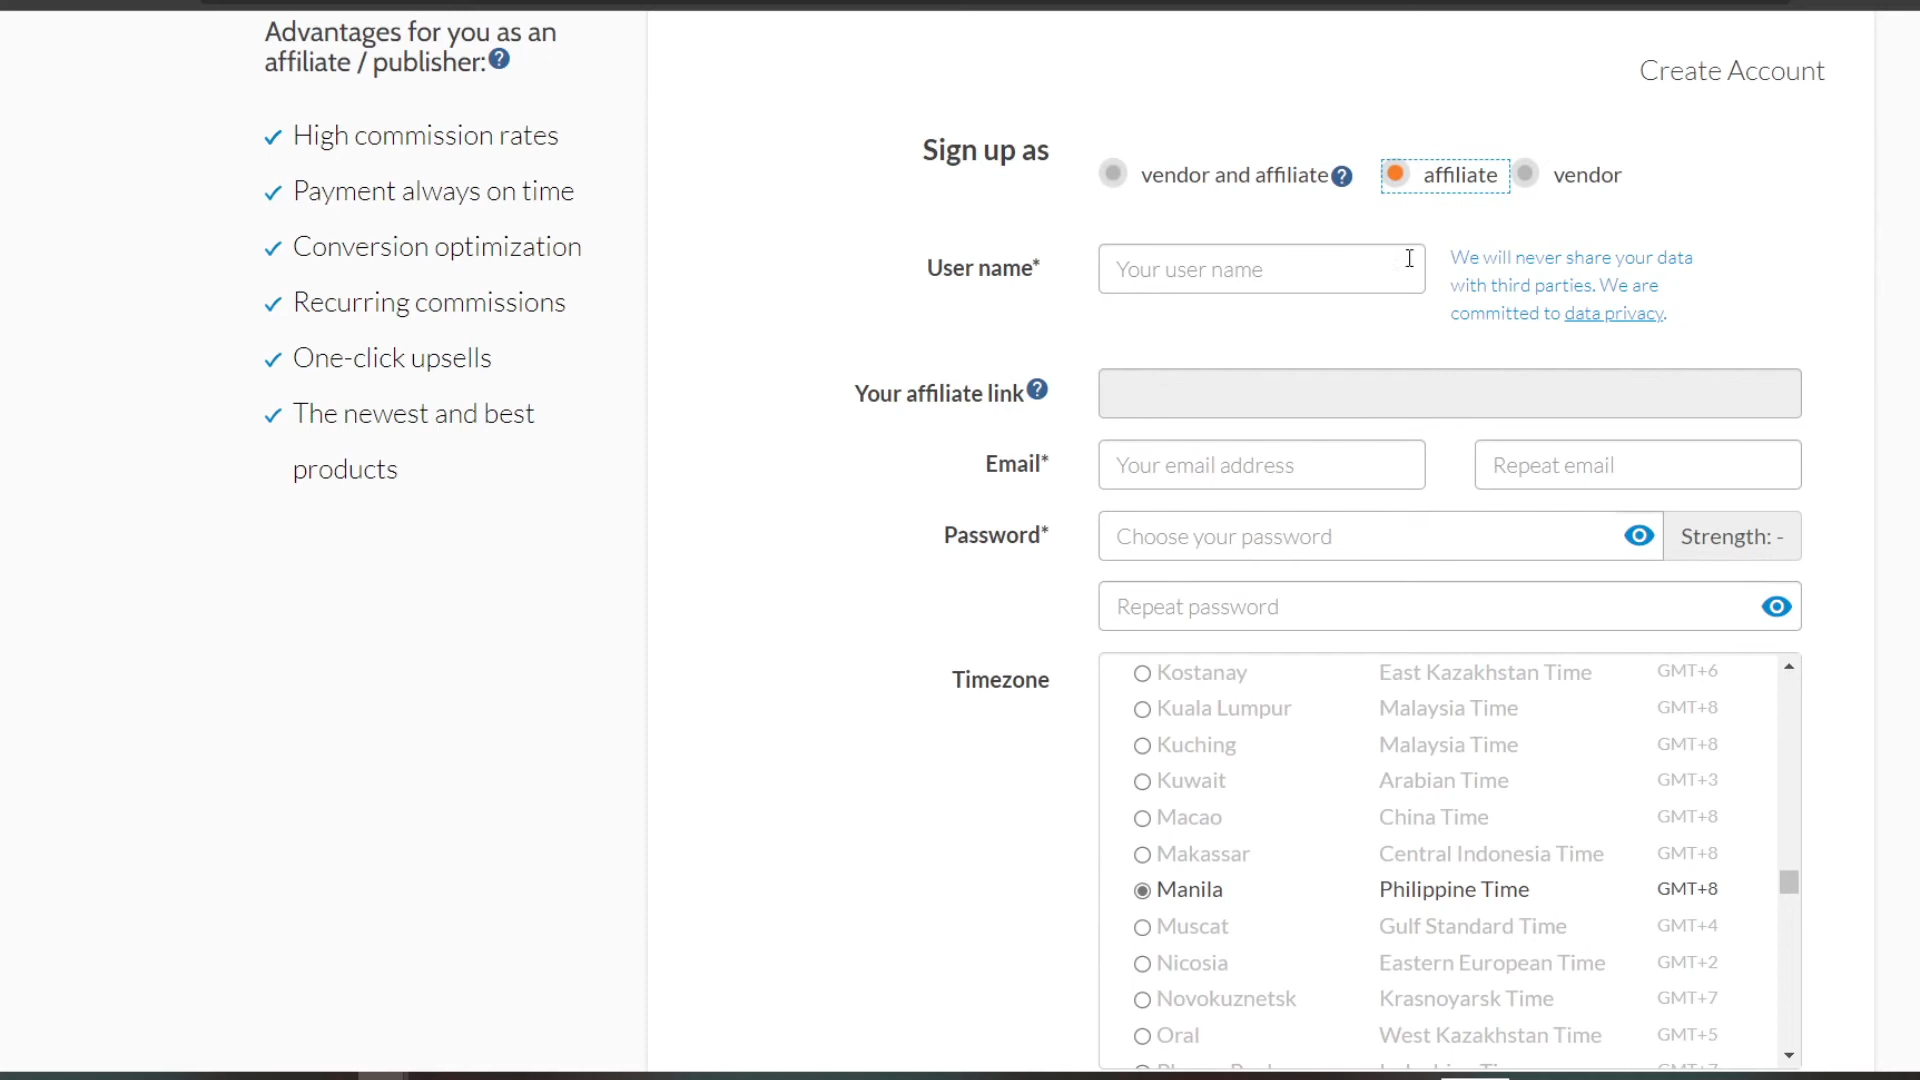 Advantages for you as an
affiliate / publisher:
High commission rates
Payment always on time
Conversion optimization
Recurring commissions
One-click upsells
The newest and best
products
Create Account
Sign up as
vendor and affiliate
affiliate
vendor
User name*
Your user name
We will never share your data
with third parties. We are
committed to data privacy.
Your affiliate link
Email*
Your email address
Repeat email
Password*
Choose your password
Strength: -
Repeat password
Timezone
Kostanay East Kazakhstan Time GMT+6
Kuala Lumpur Malaysia Time GMT+8
Kuching Malaysia Time GMT+8
Kuwait Arabian Time GMT+3
Macao China Time GMT+8
Makassar Central Indonesia Time GMT+8
Manila Philippine Time GMT+8
Muscat Gulf Standard Time GMT+4
Nicosia Eastern European Time GMT+2
Novokuznetsk Krasnoyarsk Time GMT+7
Oral West Kazakhstan Time GMT+5